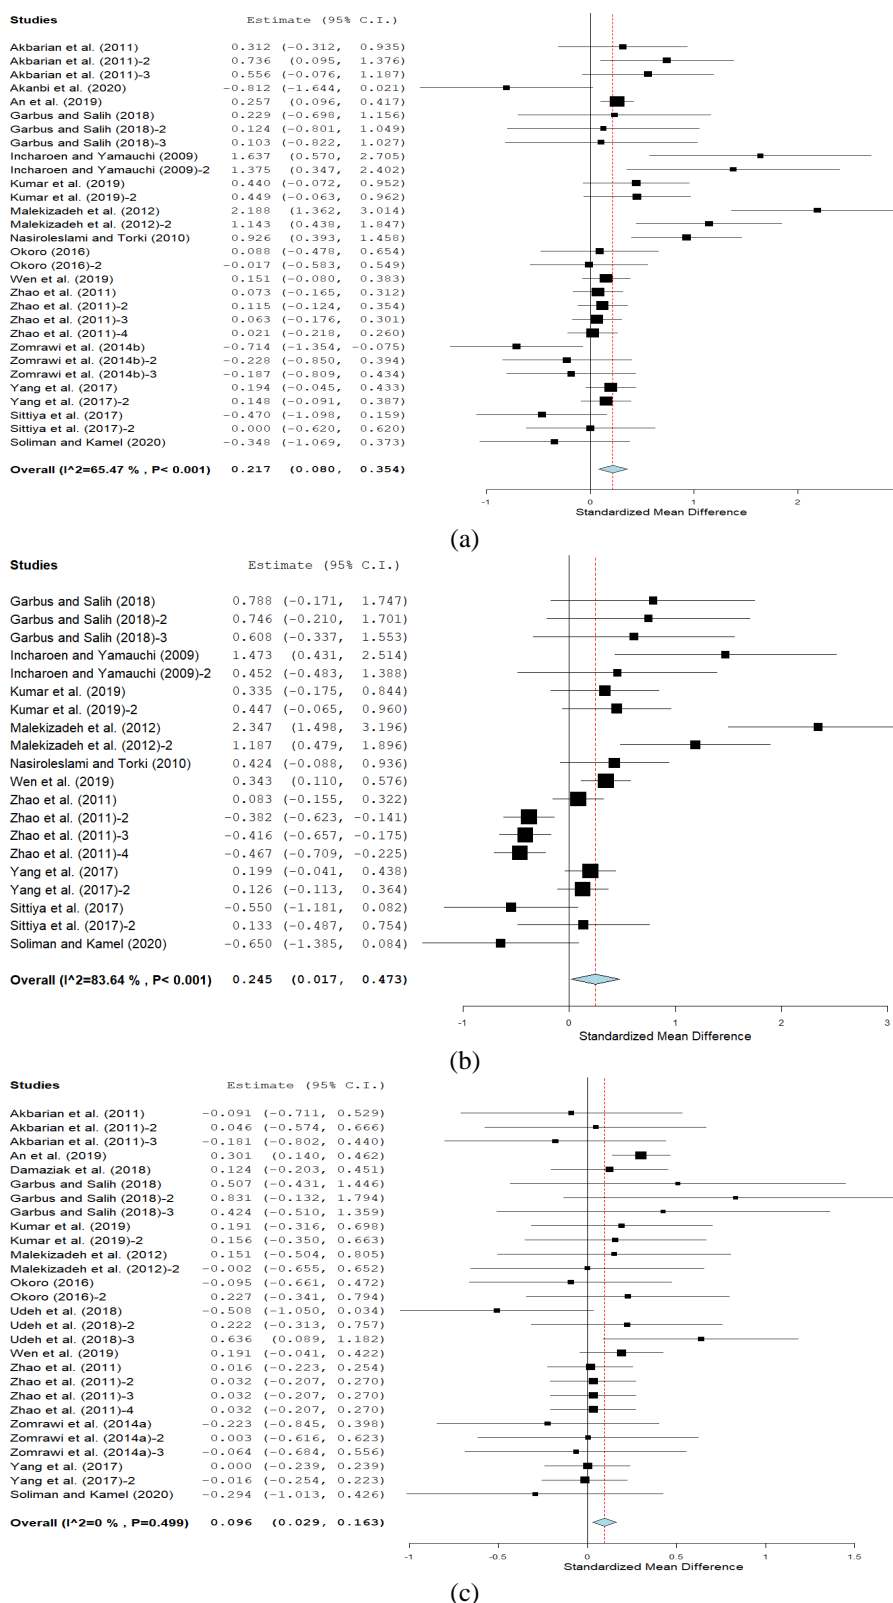 Studies Estimate (95% C.I.)
Akbarian et al. (2011) 0.312 (-0.312, 0.935)
Akbarian et al. (2011)-2 0.736 (0.095, 1.376)
Akbarian et al. (2011)-3 0.556 (-0.076, 1.187)
Akanbi et al. (2020) -0.812 (-1.644, 0.021)
An et al. (2019) 0.257 (0.096, 0.417)
Garbus and Salih (2018) 0.229 (-0.698, 1.156)
Garbus and Salih (2018)-2 0.124 (-0.801, 1.049)
Garbus and Salih (2018)-3 0.103 (-0.822, 1.027)
Incharoen and Yamauchi (2009) 1.637 (0.570, 2.705)
Incharoen and Yamauchi (2009)-2 1.375 (0.347, 2.402)
Kumar et al. (2019) 0.440 (-0.072, 0.952)
Kumar et al. (2019)-2 0.449 (-0.063, 0.962)
Malekizadeh et al. (2012) 2.188 (1.362, 3.014)
Malekizadeh et al. (2012)-2 1.143 (0.438, 1.847)
Nasiroleslami and Torki (2010) 0.926 (0.393, 1.458)
Okoro (2016) 0.088 (-0.478, 0.654)
Okoro (2016)-2 -0.017 (-0.583, 0.549)
Wen et al. (2019) 0.151 (-0.080, 0.383)
Zhao et al. (2011) 0.073 (-0.165, 0.312)
Zhao et al. (2011)-2 0.115 (-0.124, 0.354)
Zhao et al. (2011)-3 0.063 (-0.176, 0.301)
Zhao et al. (2011)-4 0.021 (-0.218, 0.260)
Zomrawi et al. (2014b) -0.714 (-1.354, -0.075)
Zomrawi et al. (2014b)-2 -0.228 (-0.850, 0.394)
Zomrawi et al. (2014b)-3 -0.187 (-0.809, 0.434)
Yang et al. (2017) 0.194 (-0.045, 0.433)
Yang et al. (2017)-2 0.148 (-0.091, 0.387)
Sittiya et al. (2017) -0.470 (-1.098, 0.159)
Sittiya et al. (2017)-2 0.000 (-0.620, 0.620)
Soliman and Kamel (2020) -0.348 (-1.069, 0.373)
Overall (I^2=65.47 % , P< 0.001) 0.217 (0.080, 0.354)
-1 0 1 2
Standardized Mean Difference
(a)
Studies Estimate (95% C.I.)
Garbus and Salih (2018) 0.788 (-0.171, 1.747)
Garbus and Salih (2018)-2 0.746 (-0.210, 1.701)
Garbus and Salih (2018)-3 0.608 (-0.337, 1.553)
Incharoen and Yamauchi (2009) 1.473 (0.431, 2.514)
Incharoen and Yamauchi (2009)-2 0.452 (-0.483, 1.388)
Kumar et al. (2019) 0.335 (-0.175, 0.844)
Kumar et al. (2019)-2 0.447 (-0.065, 0.960)
Malekizadeh et al. (2012) 2.347 (1.498, 3.196)
Malekizadeh et al. (2012)-2 1.187 (0.479, 1.896)
Nasiroleslami and Torki (2010) 0.424 (-0.088, 0.936)
Wen et al. (2019) 0.343 (0.110, 0.576)
Zhao et al. (2011) 0.083 (-0.155, 0.322)
Zhao et al. (2011)-2 -0.382 (-0.623, -0.141)
Zhao et al. (2011)-3 -0.416 (-0.657, -0.175)
Zhao et al. (2011)-4 -0.467 (-0.709, -0.225)
Yang et al. (2017) 0.199 (-0.041, 0.438)
Yang et al. (2017)-2 0.126 (-0.113, 0.364)
Sittiya et al. (2017) -0.550 (-1.181, 0.082)
Sittiya et al. (2017)-2 0.133 (-0.487, 0.754)
Soliman and Kamel (2020) -0.650 (-1.385, 0.084)
Overall (I^2=83.64 % , P< 0.001) 0.245 (0.017, 0.473)
-1 0 1 2 3
Standardized Mean Difference
(b)
Studies Estimate (95% C.I.)
Akbarian et al. (2011) -0.091 (-0.711, 0.529)
Akbarian et al. (2011)-2 0.046 (-0.574, 0.666)
Akbarian et al. (2011)-3 -0.181 (-0.802, 0.440)
An et al. (2019) 0.301 (0.140, 0.462)
Damaziak et al. (2018) 0.124 (-0.203, 0.451)
Garbus and Salih (2018) 0.507 (-0.431, 1.446)
Garbus and Salih (2018)-2 0.831 (-0.132, 1.794)
Garbus and Salih (2018)-3 0.424 (-0.510, 1.359)
Kumar et al. (2019) 0.191 (-0.316, 0.698)
Kumar et al. (2019)-2 0.156 (-0.350, 0.663)
Malekizadeh et al. (2012) 0.151 (-0.504, 0.805)
Malekizadeh et al. (2012)-2 -0.002 (-0.655, 0.652)
Okoro (2016) -0.095 (-0.661, 0.472)
Okoro (2016)-2 0.227 (-0.341, 0.794)
Udeh et al. (2018) -0.508 (-1.050, 0.034)
Udeh et al. (2018)-2 0.222 (-0.313, 0.757)
Udeh et al. (2018)-3 0.636 (0.089, 1.182)
Wen et al. (2019) 0.191 (-0.041, 0.422)
Zhao et al. (2011) 0.016 (-0.223, 0.254)
Zhao et al. (2011)-2 0.032 (-0.207, 0.270)
Zhao et al. (2011)-3 0.032 (-0.207, 0.270)
Zhao et al. (2011)-4 0.032 (-0.207, 0.270)
Zomrawi et al. (2014a) -0.223 (-0.845, 0.398)
Zomrawi et al. (2014a)-2 0.003 (-0.616, 0.623)
Zomrawi et al. (2014a)-3 -0.064 (-0.684, 0.556)
Yang et al. (2017) 0.000 (-0.239, 0.239)
Yang et al. (2017)-2 -0.016 (-0.254, 0.223)
Soliman and Kamel (2020) -0.294 (-1.013, 0.426)
Overall (I^2=0 % , P=0.499) 0.096 (0.029, 0.163)
-1 -0.5 0 0.5 1 1.5
Standardized Mean Difference
(c)